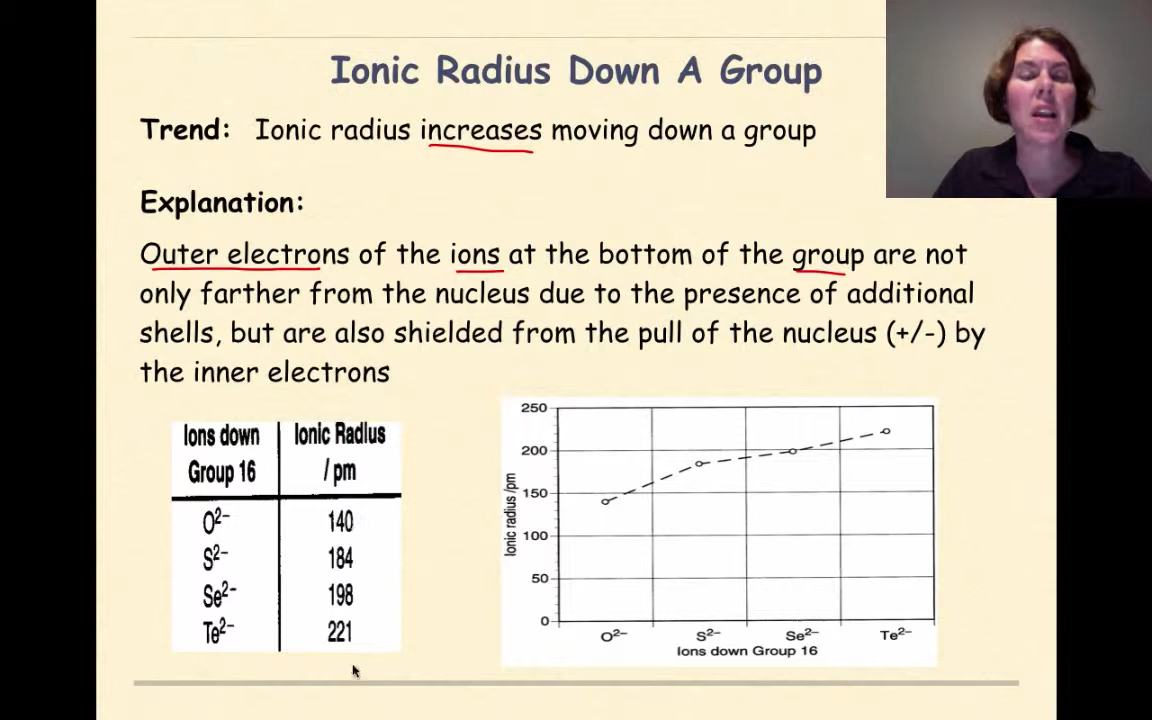 Ionic Radius Down A Group
Trend: Ionic radius increases moving down a group
Explanation:
Outer electrons of the ions at the bottom of the group are not
only farther from the nucleus due to the presence of additional
shells, but are also shielded from the pull of the nucleus (+/-) by
the inner electrons
Ions down Group 16 | Ionic Radius / pm
O²⁻ 140
S²⁻ 184
Se²⁻ 198
Te²⁻ 221
Ionic radius /pm
250
200
150
100
50
0
O²⁻ S²⁻ Se²⁻ Te²⁻
Ions down Group 16